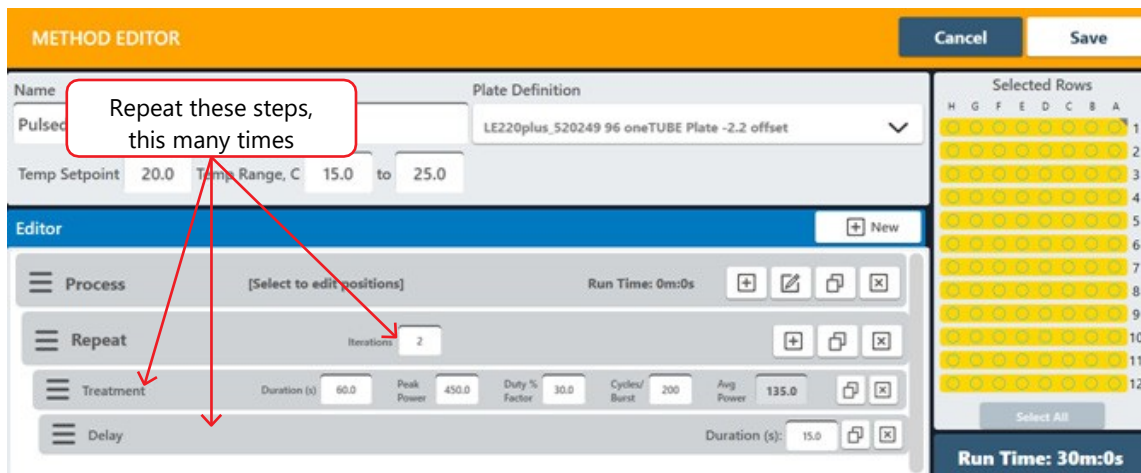 METHOD EDITOR
Cancel
Save
Name
Pulsed
Repeat these steps,
this many times
Plate Definition
LE220plus_520249 96 oneTUBE Plate -2.2 offset
Temp Setpoint 20.0 Temp Range, C 15.0 to 25.0
Selected Rows
H G F E D C B A
1
2
3
4
5
6
7
8
9
10
11
12
Select All
Run Time: 30m:0s
Editor
New
Process [Select to edit positions] Run Time: 0m:0s
Repeat Iterations 2
Treatment Duration (s) 60.0 Peak Power 450.0 Duty % Factor 30.0 Cycles/ Burst 200 Avg Power 135.0
Delay Duration (s): 15.0